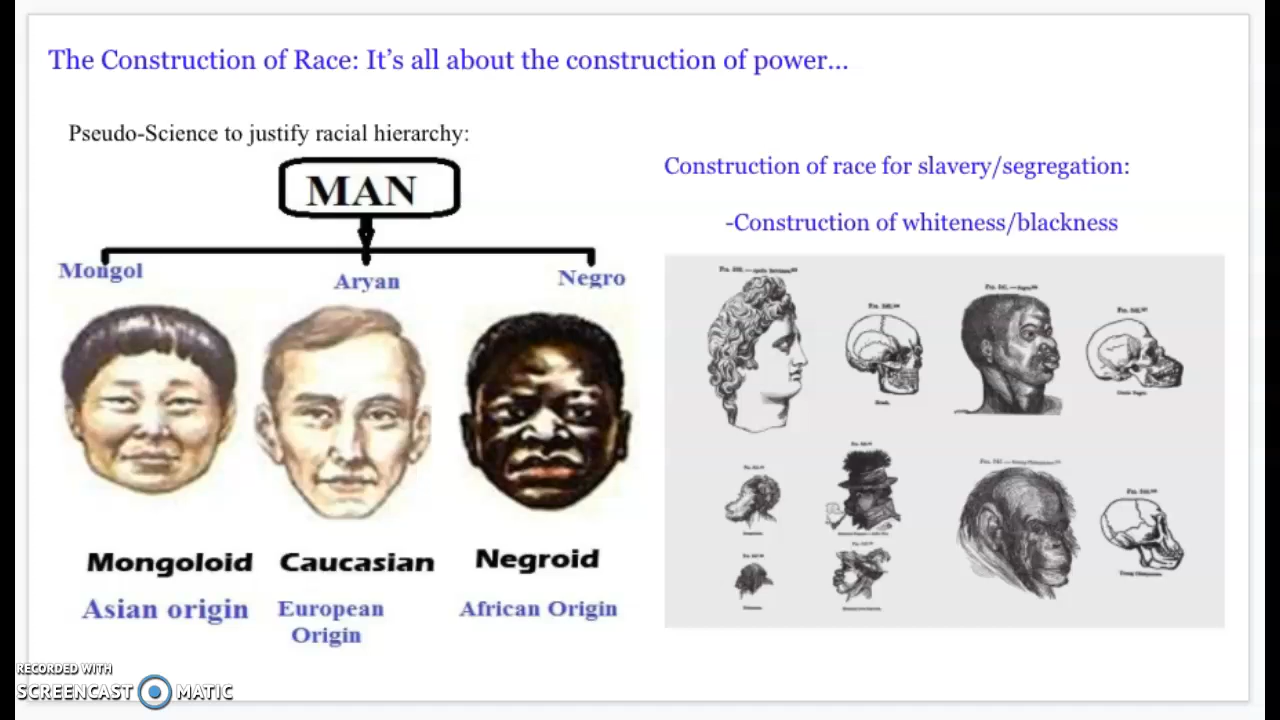 The Construction of Race: It's all about the construction of power...
Pseudo-Science to justify racial hierarchy:
MAN
Mongol
Aryan
Negro
Mongoloid
Caucasian
Negroid
Asian origin
European
Origin
African Origin
Construction of race for slavery/segregation:
-Construction of whiteness/blackness
RECORDED WITH
SCREENCAST MATIC